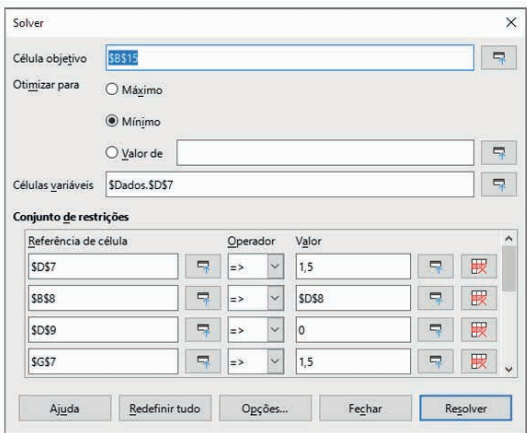 Solver
Célula objetivo $B$15
Otimizar para Máximo
Mínimo
Valor de
Células variáveis $Dados.$D$7
Conjunto de restrições
Referência de célula Operador Valor
$D$7 => 1,5
$B$8 => $D$8
$D$9 => 0
$G$7 => 1,5
Ajuda Redefinir tudo Opções... Fechar Resolver